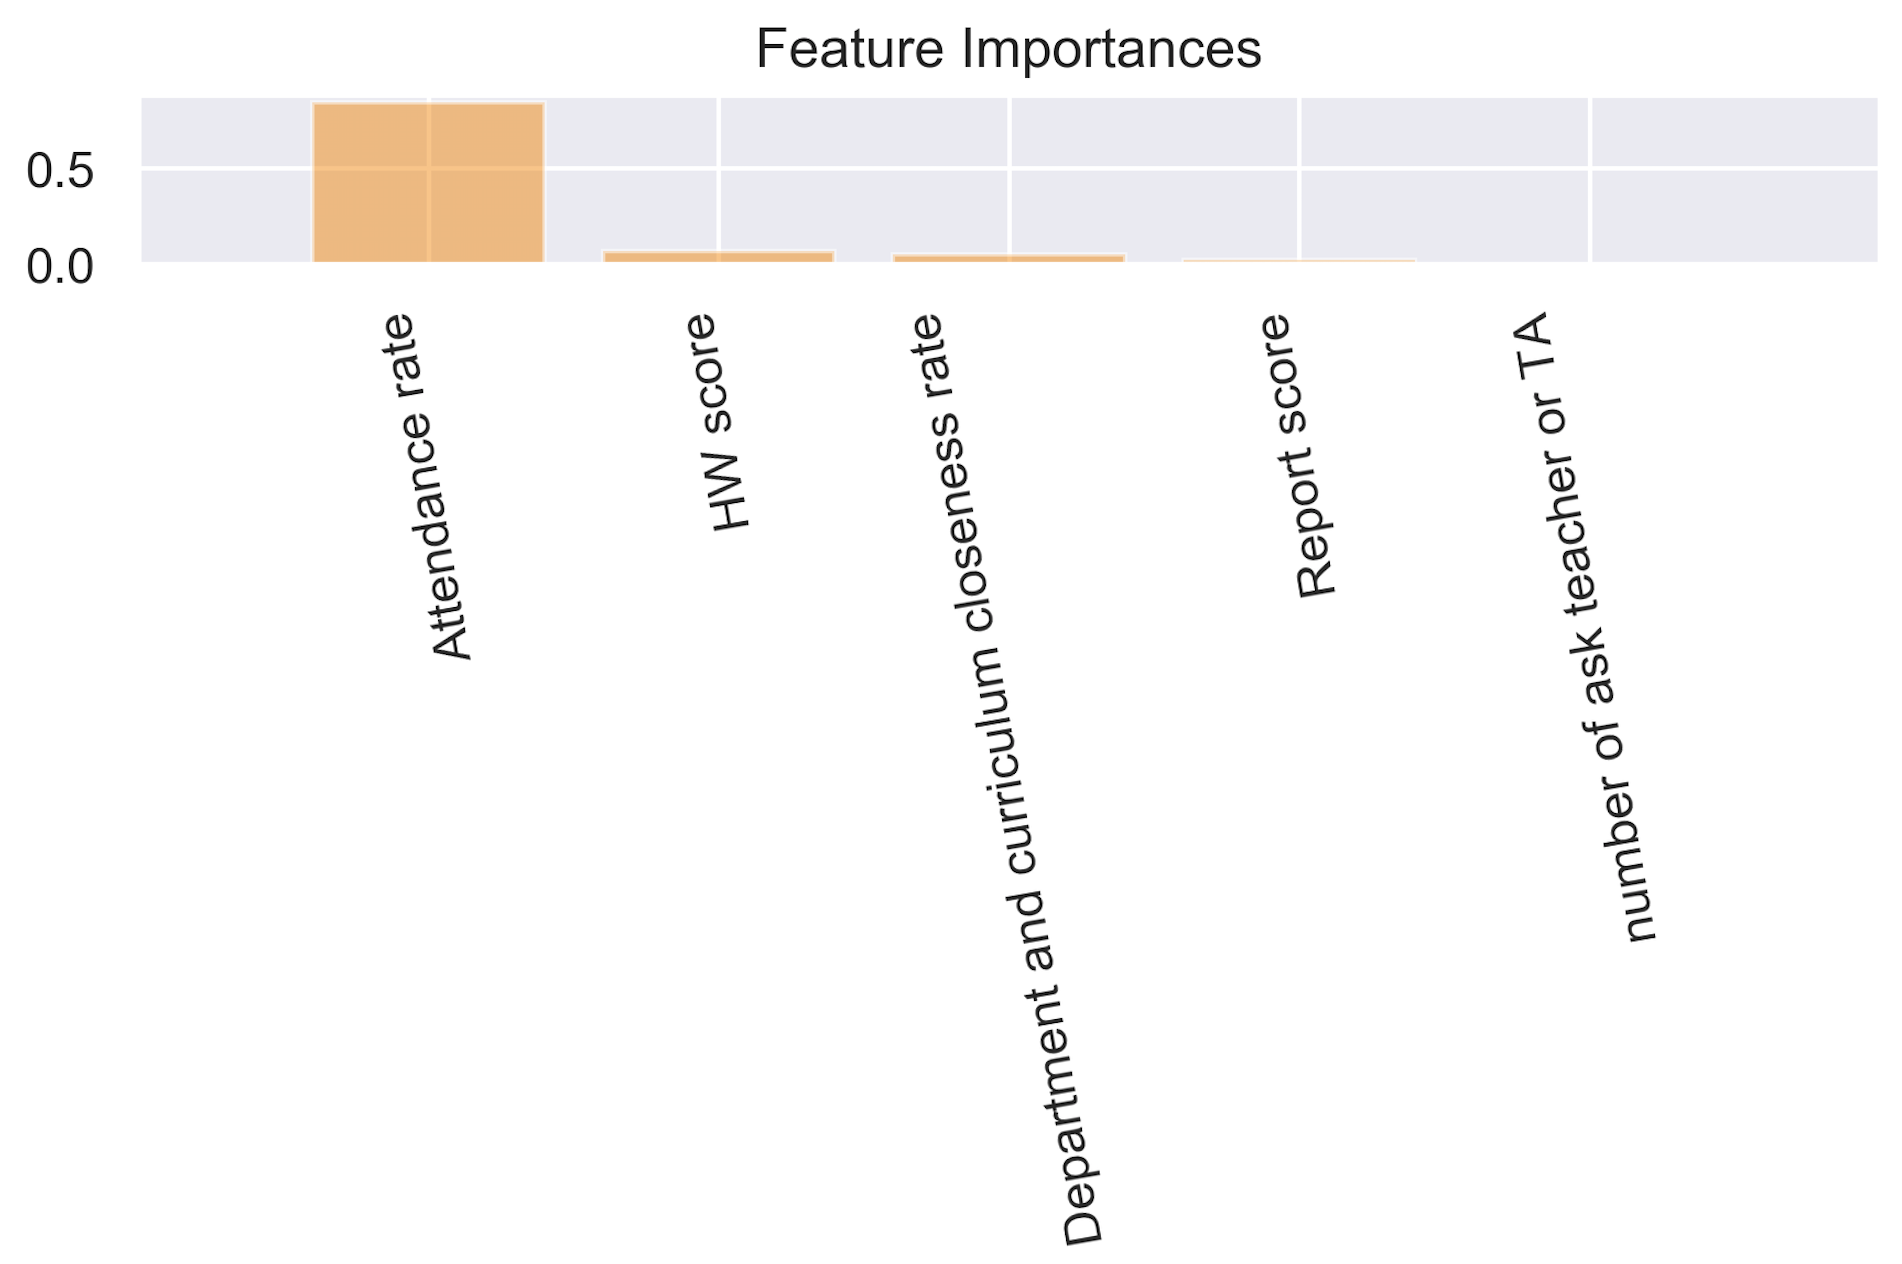 Feature Importances
0.5
0.0
Attendance rate
HW score
Department and curriculum closeness rate
Report score
number of ask teacher or TA